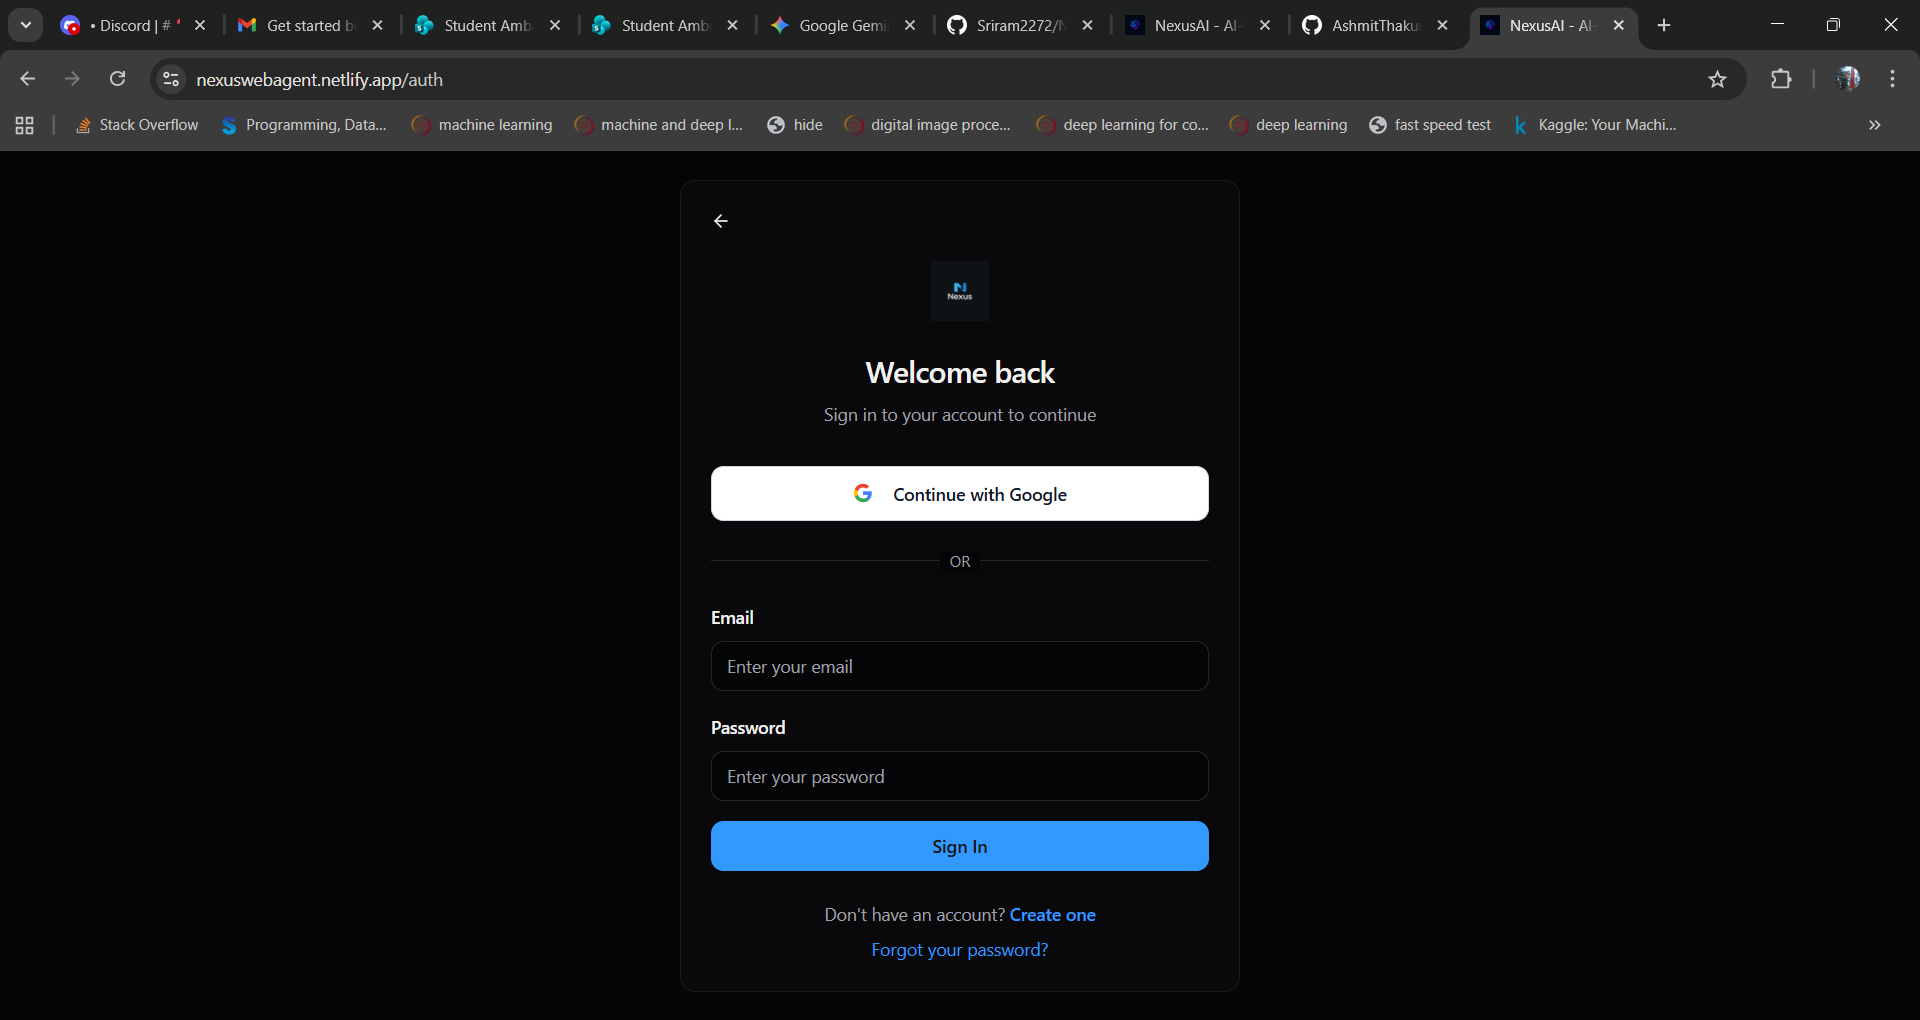 • Discord | #
Get started b
Student Amb
Student Amb
Google Gemi
Sriram2272/N
NexusAI - AI-
AshmitThaku
NexusAI - AI-
nexuswebagent.netlify.app/auth
Stack Overflow
Programming, Data...
machine learning
machine and deep l...
hide
digital image proce...
deep learning for co...
deep learning
fast speed test
Kaggle: Your Machi...
Nexus
Welcome back
Sign in to your account to continue
Continue with Google
OR
Email
Enter your email
Password
Enter your password
Sign In
Don't have an account? Create one
Forgot your password?